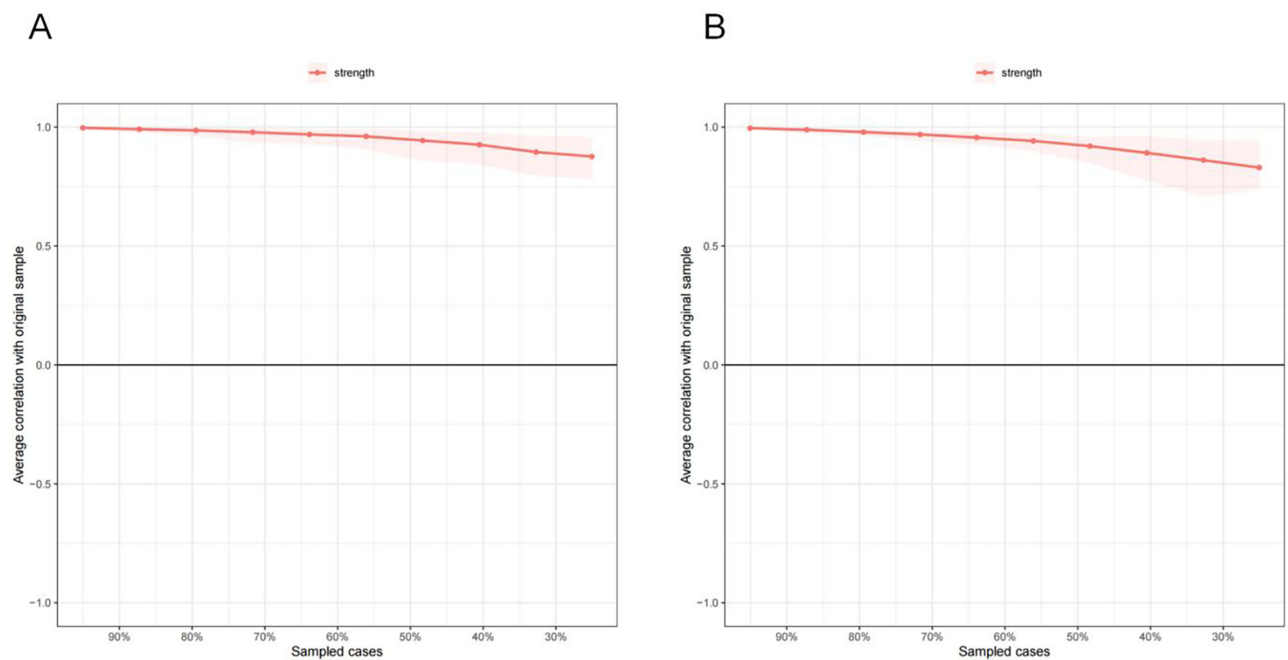 A
strength
Average correlation with original sample
1.0
0.5
0.0
−0.5
−1.0
90% 80% 70% 60% 50% 40% 30%
Sampled cases
B
strength
Average correlation with original sample
1.0
0.5
0.0
−0.5
−1.0
90% 80% 70% 60% 50% 40% 30%
Sampled cases